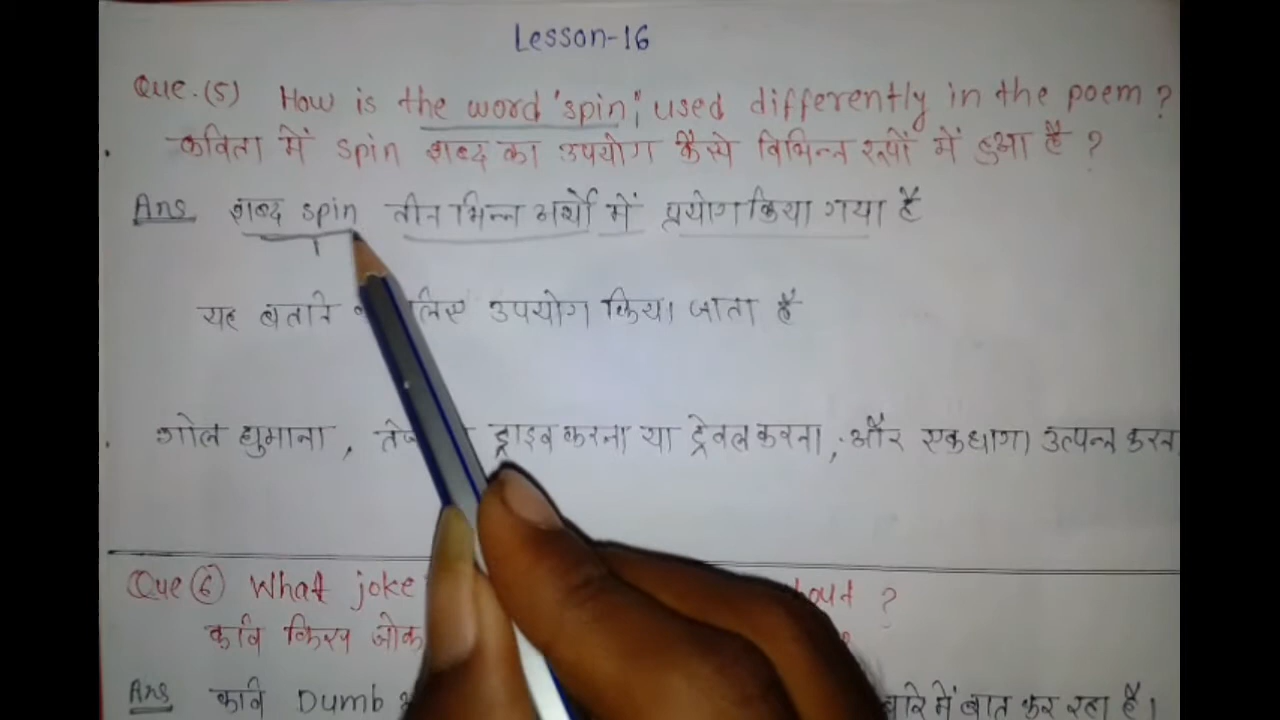 Lesson-16
Que.(5) How is the word 'spin', used differently in the poem ?
कविता में spin शब्द का उपयोग कैसे विभिन्न रूपों में हुआ है ?
Ans शब्द spin तीन भिन्न अर्थो में प्रयोग किया गया है
यह बताने लिए उपयोग किया जाता है
गोल घुमाना , ड्राइव करना या ट्रेवल करना , और एक धागा उत्पन्न करना
Que (6) What joke ?
कवि किस जोक ?
Ans कवि Dumb बारे में बात कर रहा है।